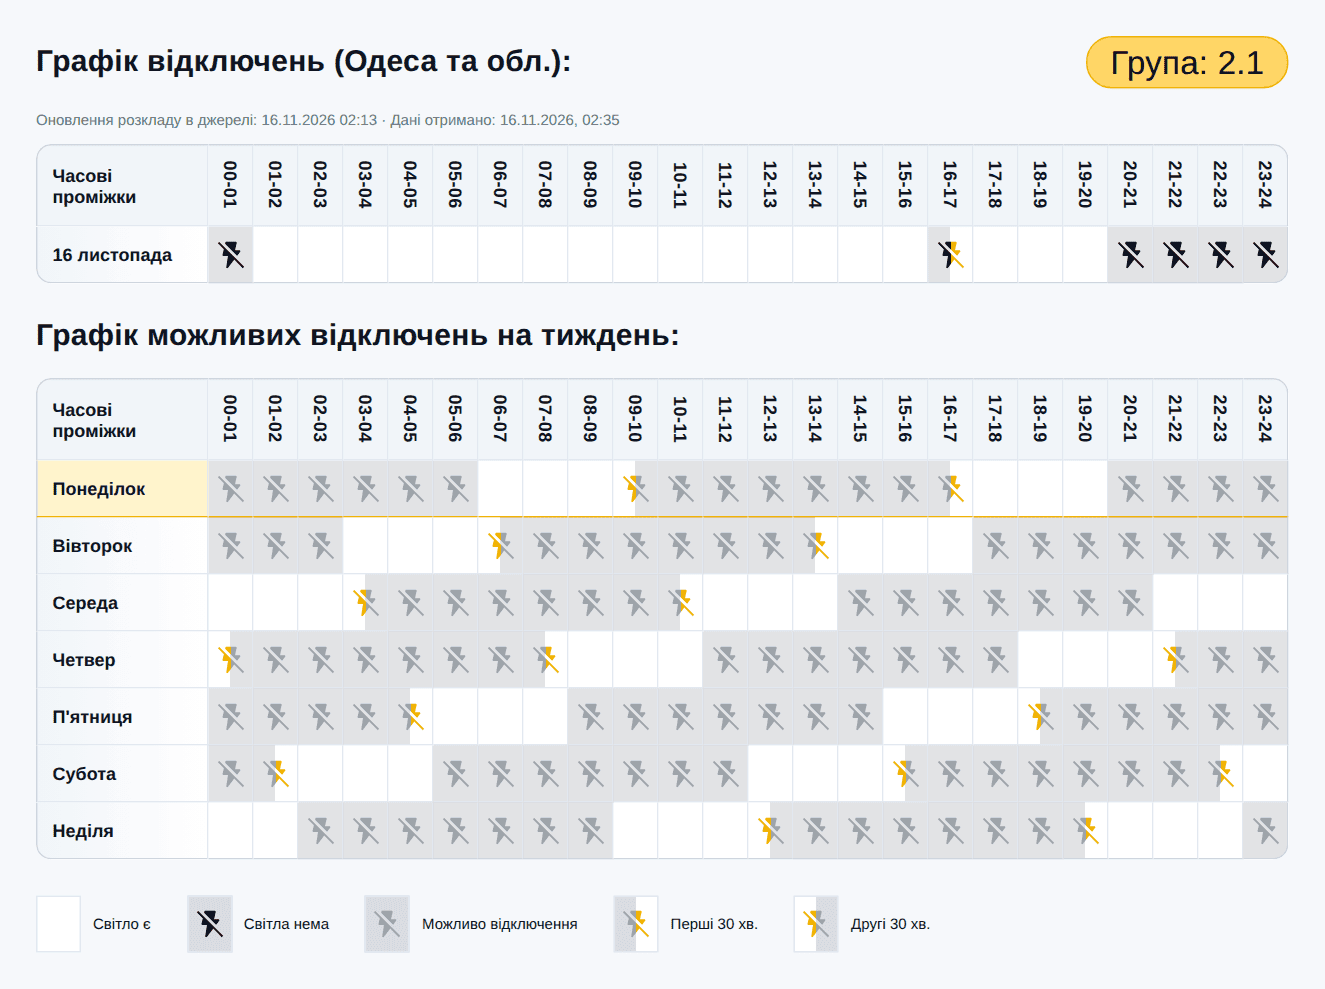 Графік відключень (Одеса та обл.):
Група: 2.1
Оновлення розкладу в джерелі: 16.11.2026 02:13 · Дані отримано: 16.11.2026, 02:35
Часові
проміжки
00-01 01-02 02-03 03-04 04-05 05-06 06-07 07-08 08-09 09-10 10-11 11-12 12-13 13-14 14-15 15-16 16-17 17-18 18-19 19-20 20-21 21-22 22-23 23-24
16 листопада
Графік можливих відключень на тиждень:
Часові
проміжки
00-01 01-02 02-03 03-04 04-05 05-06 06-07 07-08 08-09 09-10 10-11 11-12 12-13 13-14 14-15 15-16 16-17 17-18 18-19 19-20 20-21 21-22 22-23 23-24
Понеділок
Вівторок
Середа
Четвер
П'ятниця
Субота
Неділя
Світло є Світла нема Можливо відключення Перші 30 хв. Другі 30 хв.